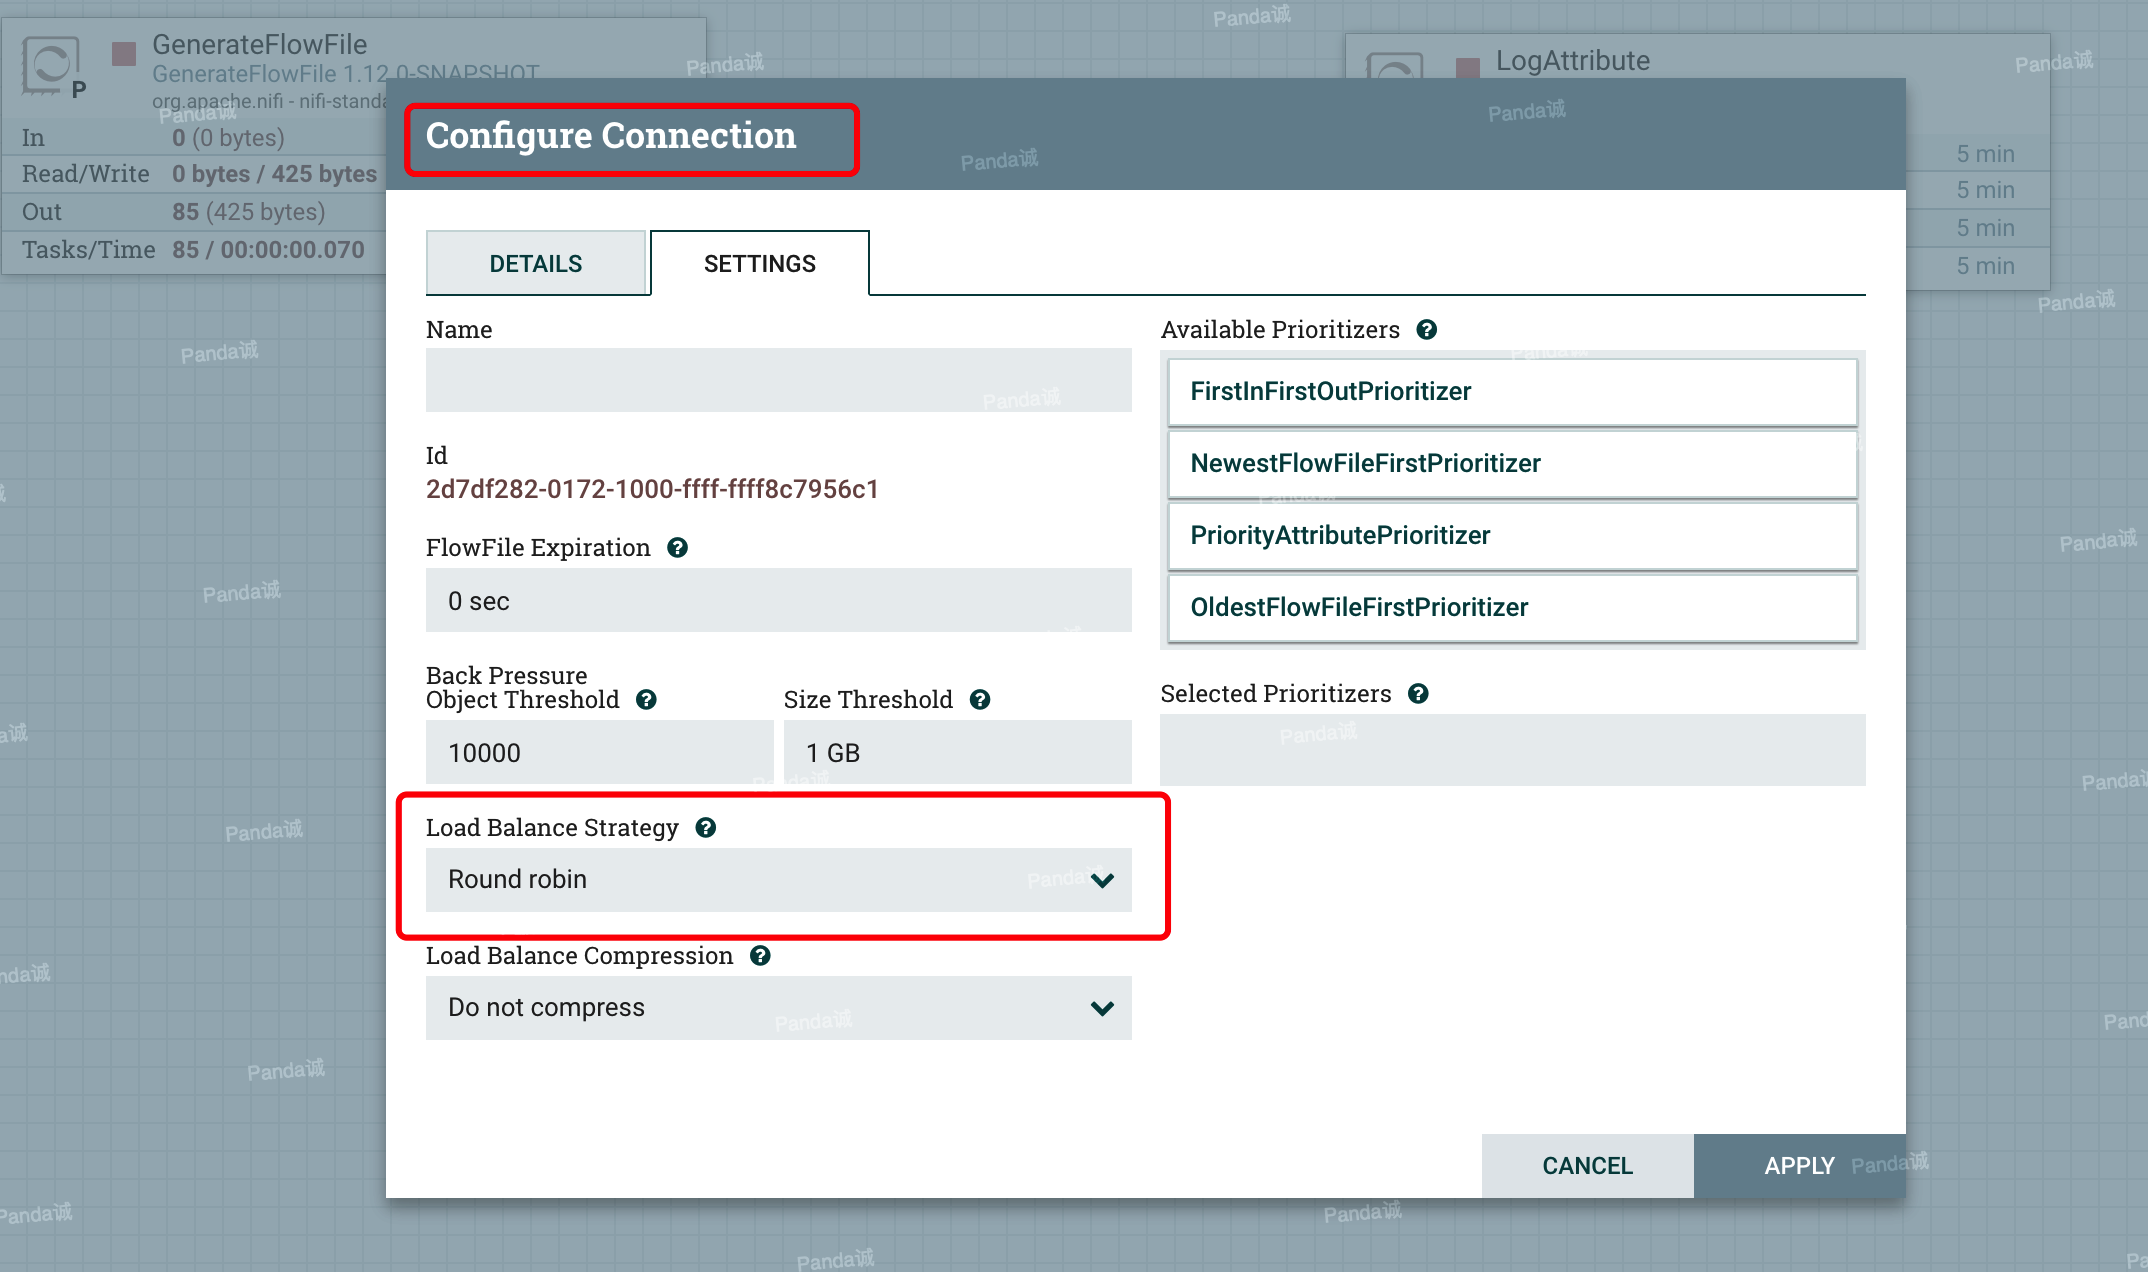 GenerateFlowFile
GenerateFlowFile 1.12.0-SNAPSHOT
org.apache.nifi - nifi-standa
P
In 0 (0 bytes)
Read/Write 0 bytes / 425 bytes
Out 85 (425 bytes)
Tasks/Time 85 / 00:00:00.070
LogAttribute
5 min
5 min
5 min
5 min
Configure Connection
DETAILS
SETTINGS
Name
Id
2d7df282-0172-1000-ffff-ffff8c7956c1
FlowFile Expiration
0 sec
Back Pressure
Object Threshold
10000
Size Threshold
1 GB
Load Balance Strategy
Round robin
Load Balance Compression
Do not compress
Available Prioritizers
FirstInFirstOutPrioritizer
NewestFlowFileFirstPrioritizer
PriorityAttributePrioritizer
OldestFlowFileFirstPrioritizer
Selected Prioritizers
CANCEL
APPLY
Panda诚